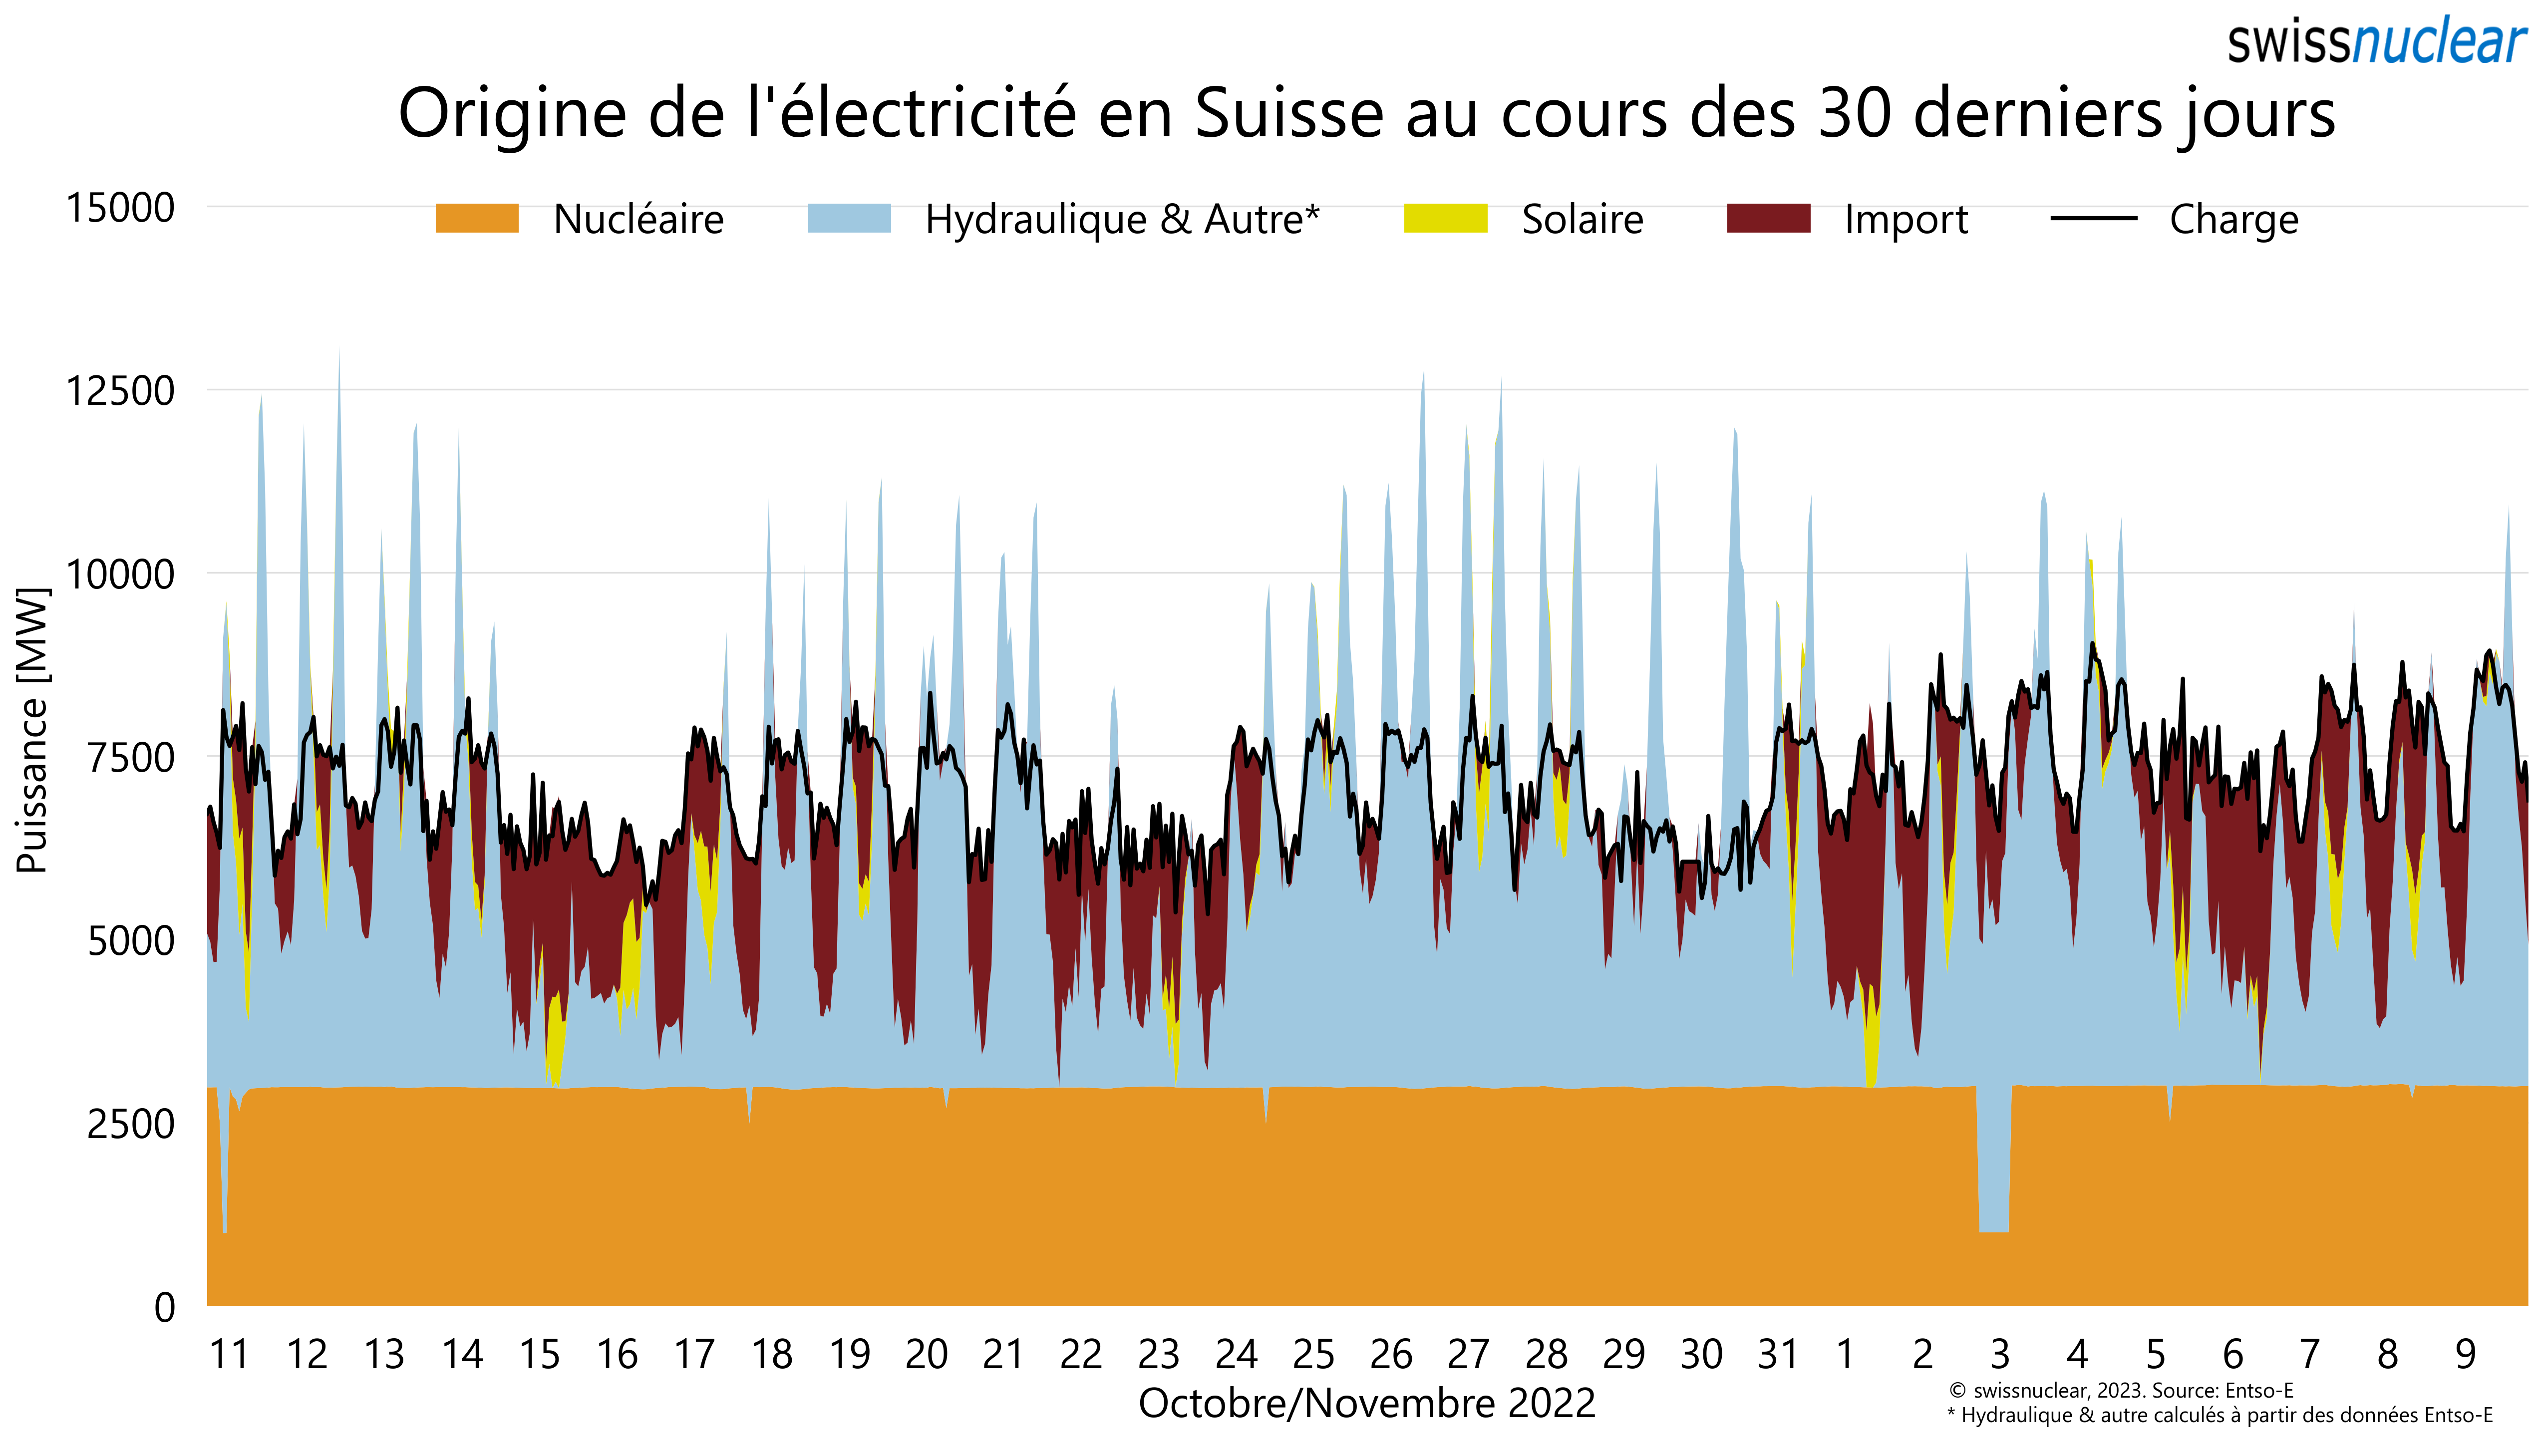 swissnuclear
Origine de l'électricité en Suisse au cours des 30 derniers jours
Nucléaire Hydraulique & Autre* Solaire Import Charge
Puissance [MW]
15000
12500
10000
7500
5000
2500
0
11 12 13 14 15 16 17 18 19 20 21 22 23 24 25 26 27 28 29 30 31 1 2 3 4 5 6 7 8 9
Octobre/Novembre 2022
© swissnuclear, 2023. Source: Entso-E
* Hydraulique & autre calculés à partir des données Entso-E